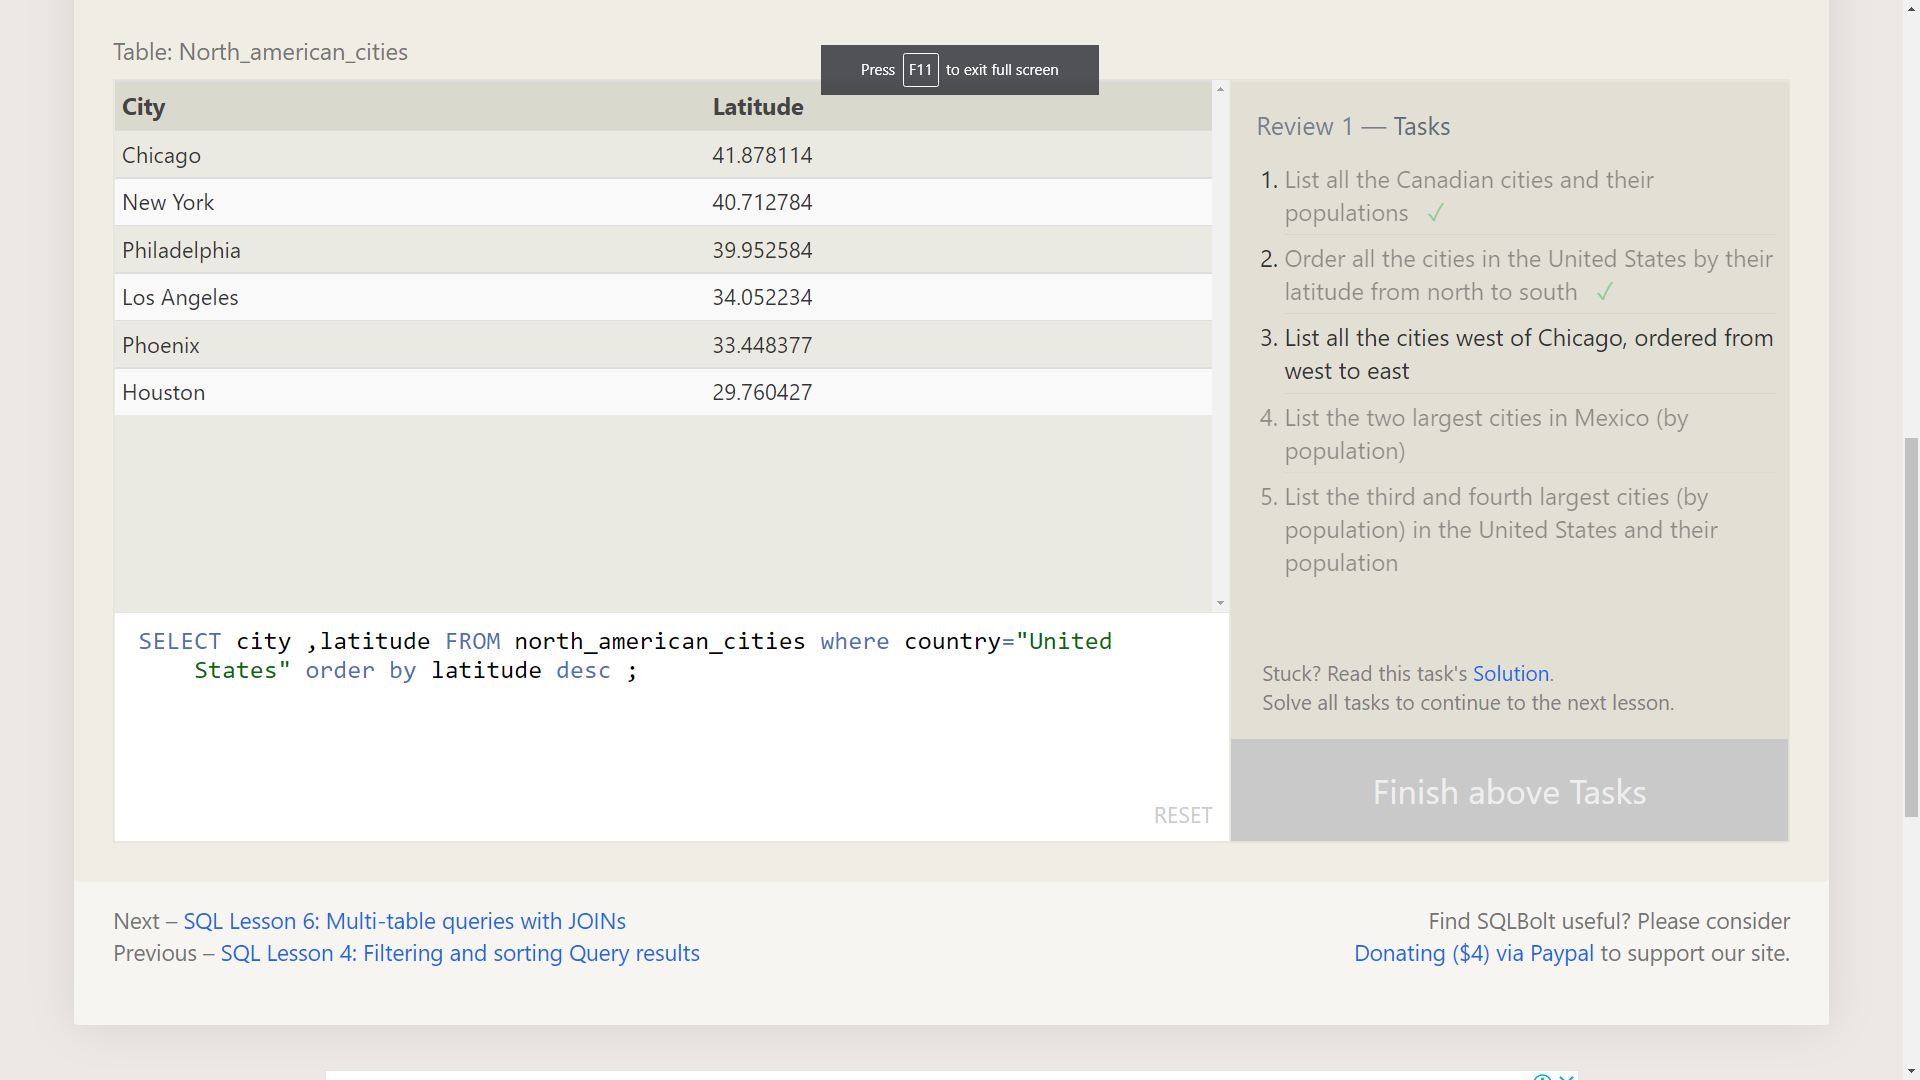 Table: North_american_cities
Press F11 to exit full screen
City Latitude
Chicago 41.878114
New York 40.712784
Philadelphia 39.952584
Los Angeles 34.052234
Phoenix 33.448377
Houston 29.760427
SELECT city ,latitude FROM north_american_cities where country="United
States" order by latitude desc ;
RESET
Review 1 — Tasks
1. List all the Canadian cities and their
populations ✓
2. Order all the cities in the United States by their
latitude from north to south ✓
3. List all the cities west of Chicago, ordered from
west to east
4. List the two largest cities in Mexico (by
population)
5. List the third and fourth largest cities (by
population) in the United States and their
population
Stuck? Read this task's Solution.
Solve all tasks to continue to the next lesson.
Finish above Tasks
Next – SQL Lesson 6: Multi-table queries with JOINs
Previous – SQL Lesson 4: Filtering and sorting Query results
Find SQLBolt useful? Please consider
Donating ($4) via Paypal to support our site.